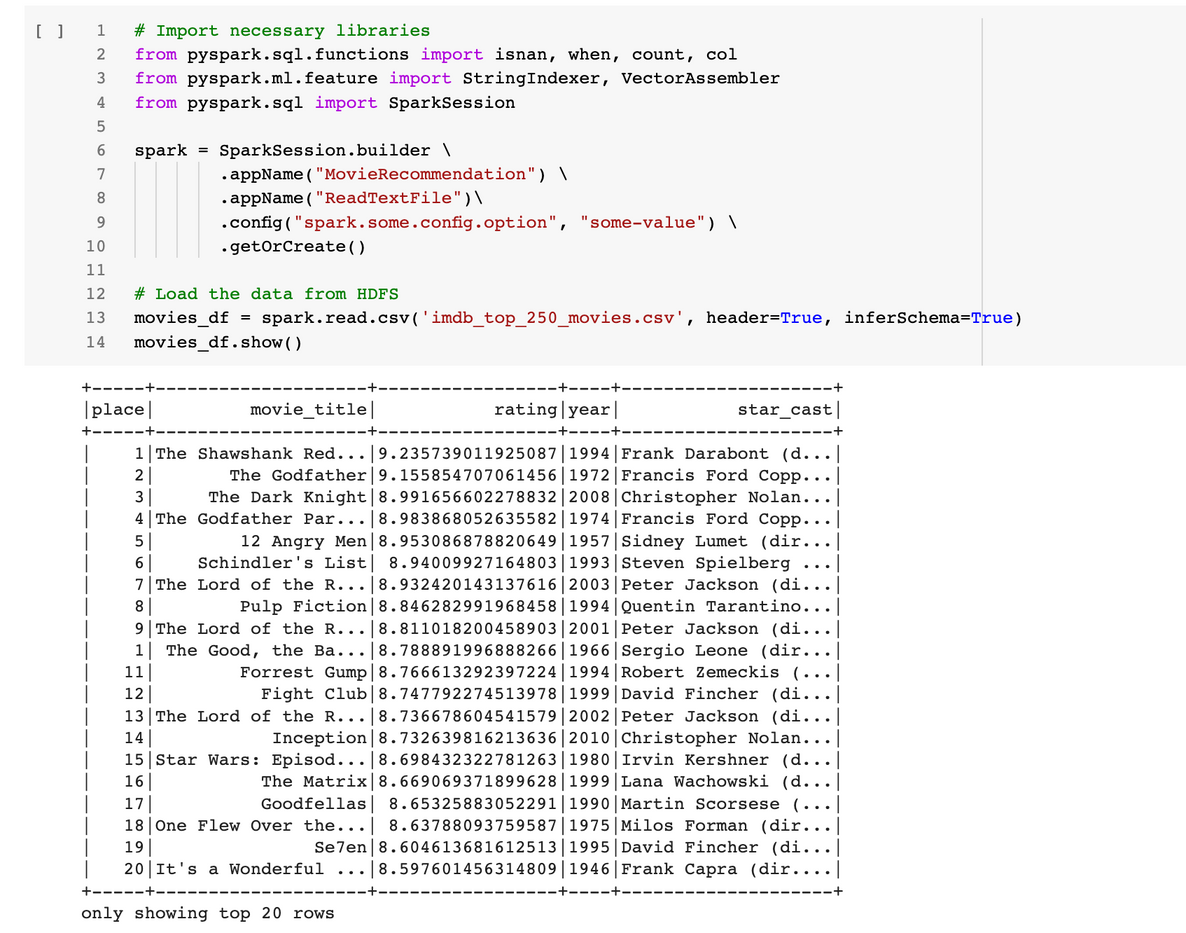 [ ] 1 # Import necessary libraries
2 from pyspark.sql.functions import isnan, when, count, col
3 from pyspark.ml.feature import StringIndexer, VectorAssembler
4 from pyspark.sql import SparkSession
5
6 spark = SparkSession.builder \
7         .appName("MovieRecommendation") \
8         .appName("ReadTextFile")\
9         .config("spark.some.config.option", "some-value") \
10         .getOrCreate()
11
12 # Load the data from HDFS
13 movies_df = spark.read.csv('imdb_top_250_movies.csv', header=True, inferSchema=True)
14 movies_df.show()
+-----+--------------------+-----------------+----+--------------------+
|place|         movie_title|           rating|year|           star_cast|
+-----+--------------------+-----------------+----+--------------------+
|    1|The Shawshank Red...|9.235739011925087|1994|Frank Darabont (d...|
|    2|       The Godfather|9.155854707061456|1972|Francis Ford Copp...|
|    3|     The Dark Knight|8.991656602278832|2008|Christopher Nolan...|
|    4|The Godfather Par...|8.983868052635582|1974|Francis Ford Copp...|
|    5|        12 Angry Men|8.953086878820649|1957|Sidney Lumet (dir...|
|    6|    Schindler's List| 8.94009927164803|1993|Steven Spielberg ...|
|    7|The Lord of the R...|8.932420143137616|2003|Peter Jackson (di...|
|    8|        Pulp Fiction|8.846282991968458|1994|Quentin Tarantino...|
|    9|The Lord of the R...|8.811018200458903|2001|Peter Jackson (di...|
|    1| The Good, the Ba...|8.788891996888266|1966|Sergio Leone (dir...|
|   11|        Forrest Gump|8.766613292397224|1994|Robert Zemeckis (...|
|   12|          Fight Club|8.747792274513978|1999|David Fincher (di...|
|   13|The Lord of the R...|8.736678604541579|2002|Peter Jackson (di...|
|   14|           Inception|8.732639816213636|2010|Christopher Nolan...|
|   15|Star Wars: Episod...|8.698432322781263|1980|Irvin Kershner (d...|
|   16|          The Matrix|8.669069371899628|1999|Lana Wachowski (d...|
|   17|          Goodfellas| 8.65325883052291|1990|Martin Scorsese (...|
|   18|One Flew Over the...| 8.63788093759587|1975|Milos Forman (dir...|
|   19|               Se7en|8.604613681612513|1995|David Fincher (di...|
|   20|It's a Wonderful ...|8.597601456314809|1946|Frank Capra (dir....|
+-----+--------------------+-----------------+----+--------------------+
only showing top 20 rows